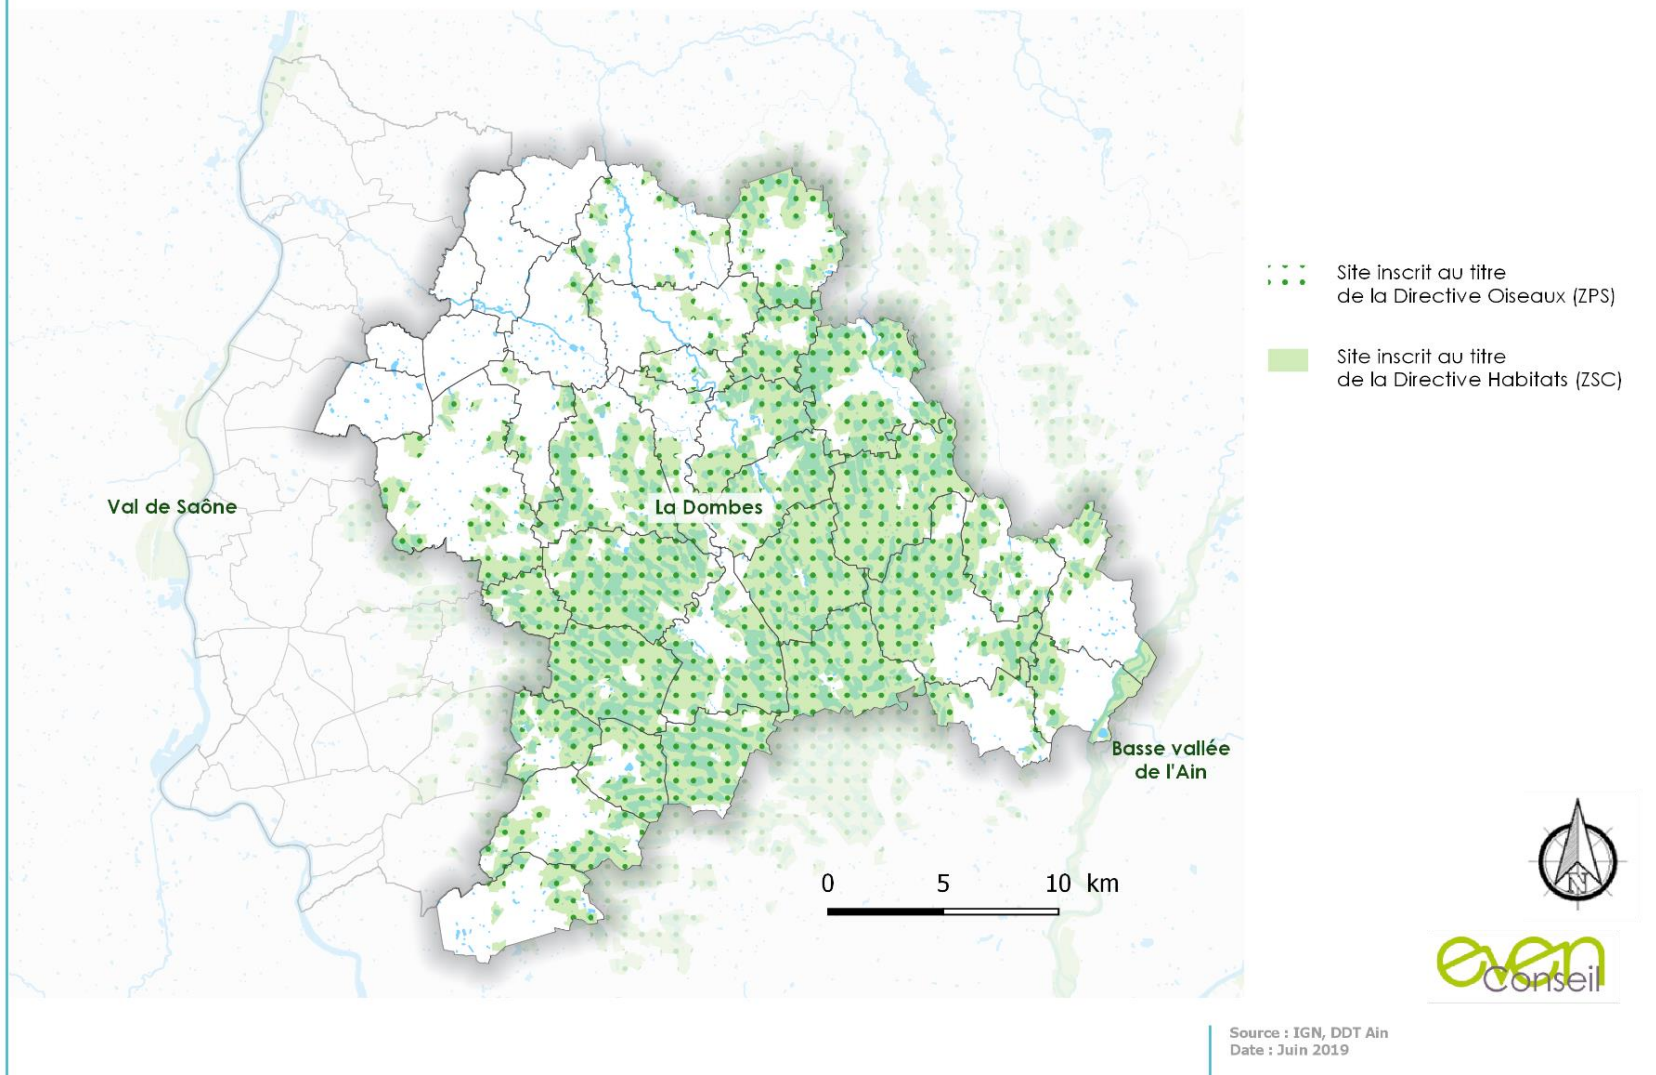 Site inscrit au titre
de la Directive Oiseaux (ZPS)
Site inscrit au titre
de la Directive Habitats (ZSC)
Val de Saône
La Dombes
Basse vallée
de l'Ain
0 5 10 km
N
even
Conseil
Source : IGN, DDT Ain
Date : Juin 2019